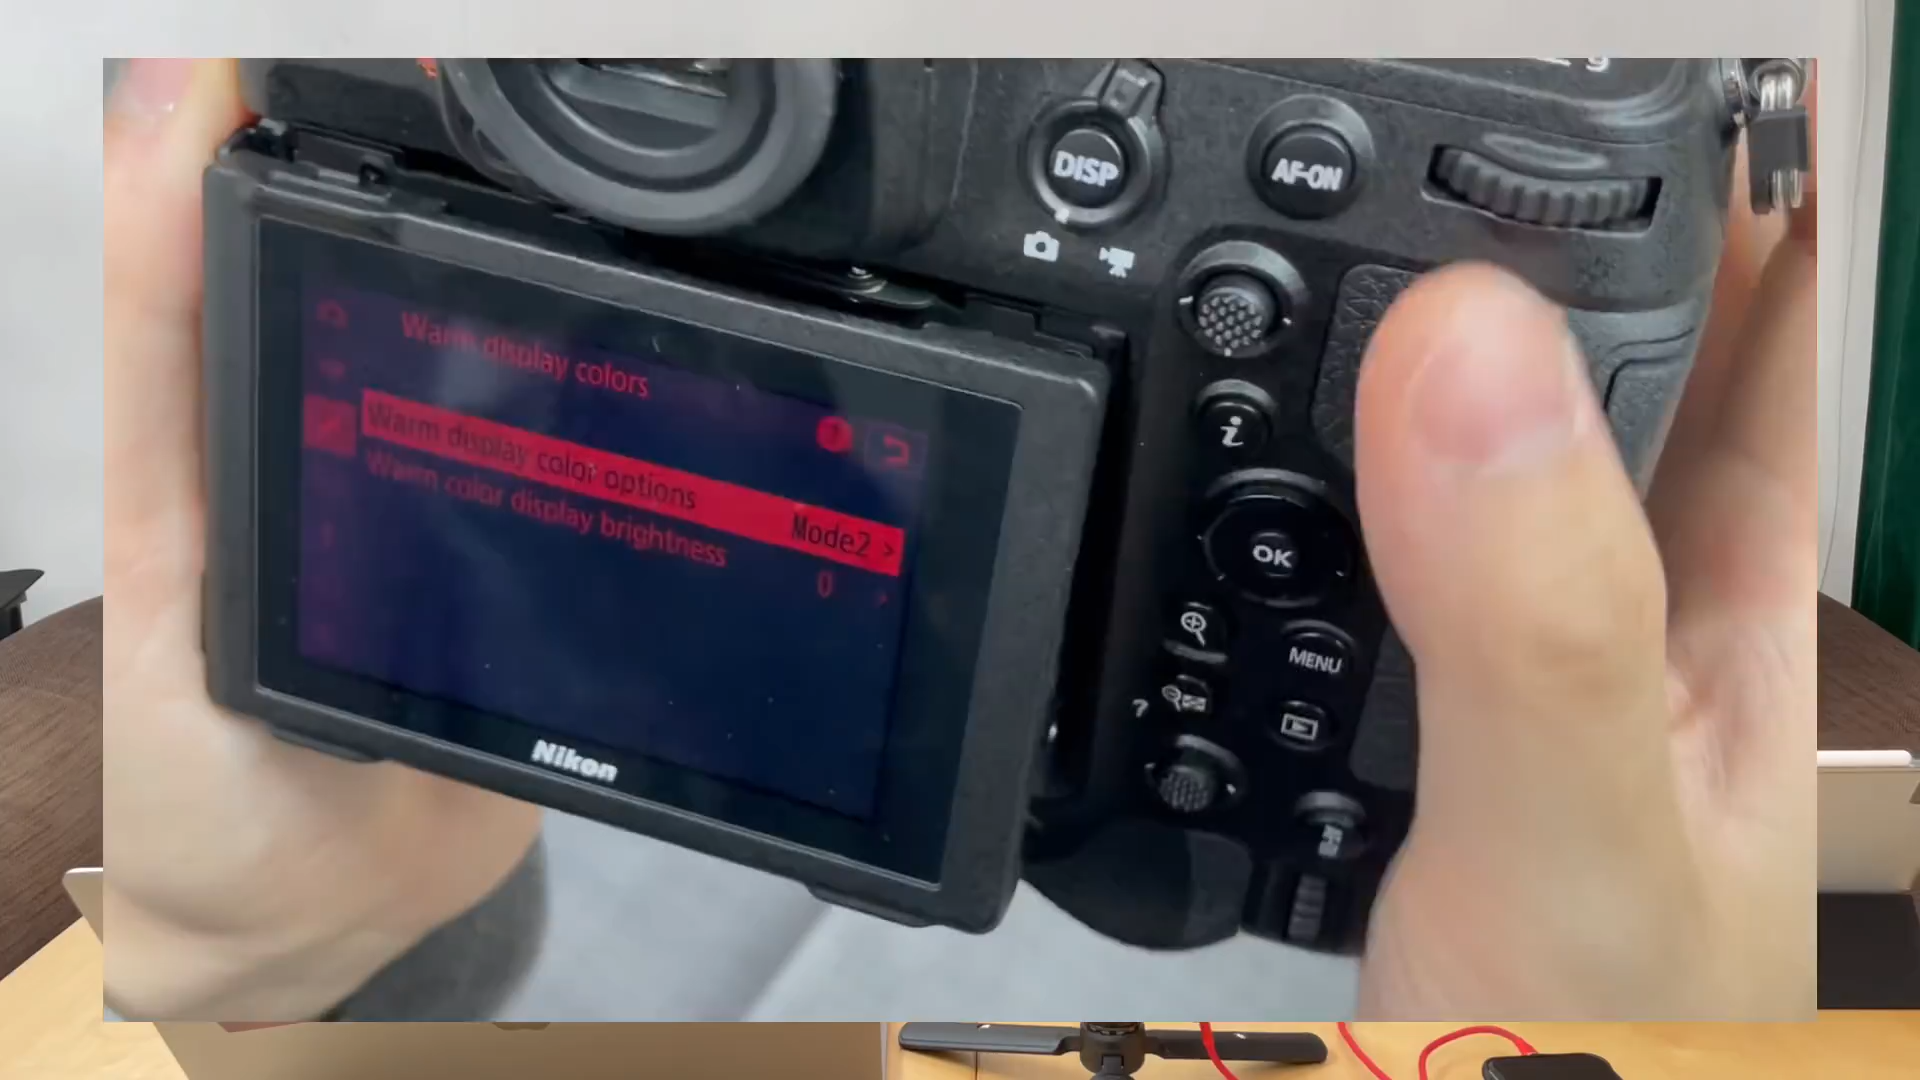 DISP
AF-ON
Warm display colors
?
Warm display color options
Mode2 >
Warm color display brightness
0 >
i
OK
MENU
?
Nikon